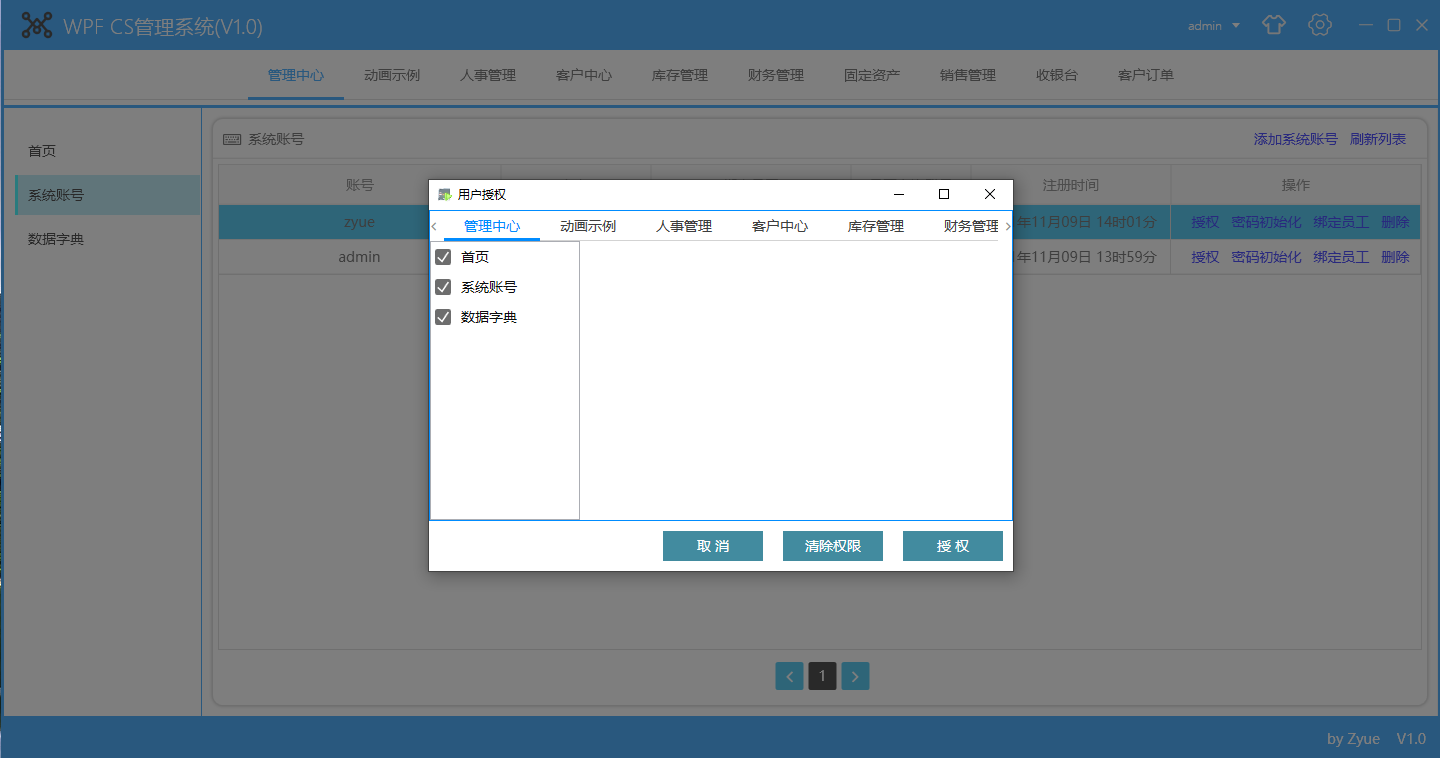 WPF CS管理系统(V1.0)
admin
管理中心 动画示例 人事管理 客户中心 库存管理 财务管理 固定资产 销售管理 收银台 客户订单
首页
系统账号
数据字典
系统账号
添加系统账号 刷新列表
账号 注册时间 操作
zyue 年11月09日 14时01分 授权 密码初始化 绑定员工 删除
admin 年11月09日 13时59分 授权 密码初始化 绑定员工 删除
用户授权
管理中心 动画示例 人事管理 客户中心 库存管理 财务管理
首页
系统账号
数据字典
取 消 清除权限 授 权
1
by Zyue V1.0